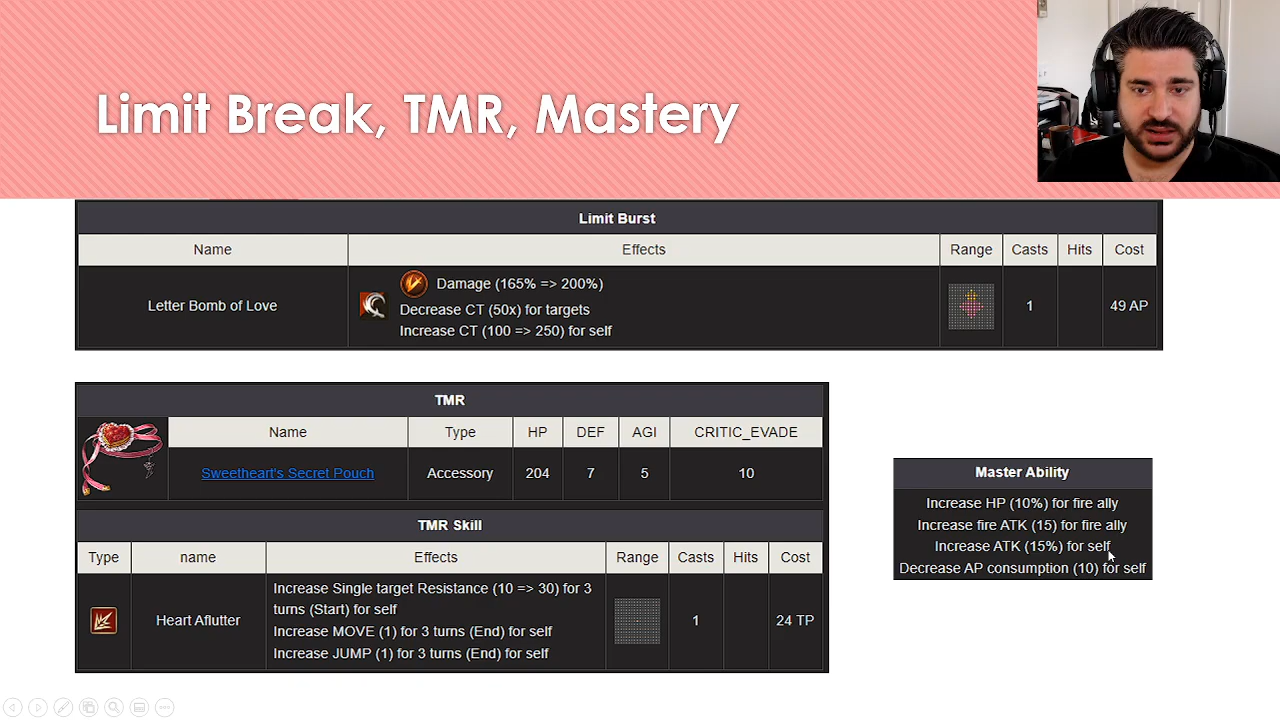 Limit Break, TMR, Mastery
Limit Burst
Name Effects Range Casts Hits Cost
Letter Bomb of Love Damage (165% => 200%) 1 49 AP
Decrease CT (50x) for targets
Increase CT (100 => 250) for self
TMR
Name Type HP DEF AGI CRITIC_EVADE
Sweetheart's Secret Pouch Accessory 204 7 5 10
TMR Skill
Type name Effects Range Casts Hits Cost
Heart Aflutter Increase Single target Resistance (10 => 30) for 3 1 24 TP
turns (Start) for self
Increase MOVE (1) for 3 turns (End) for self
Increase JUMP (1) for 3 turns (End) for self
Master Ability
Increase HP (10%) for fire ally
Increase fire ATK (15) for fire ally
Increase ATK (15%) for self
Decrease AP consumption (10) for self